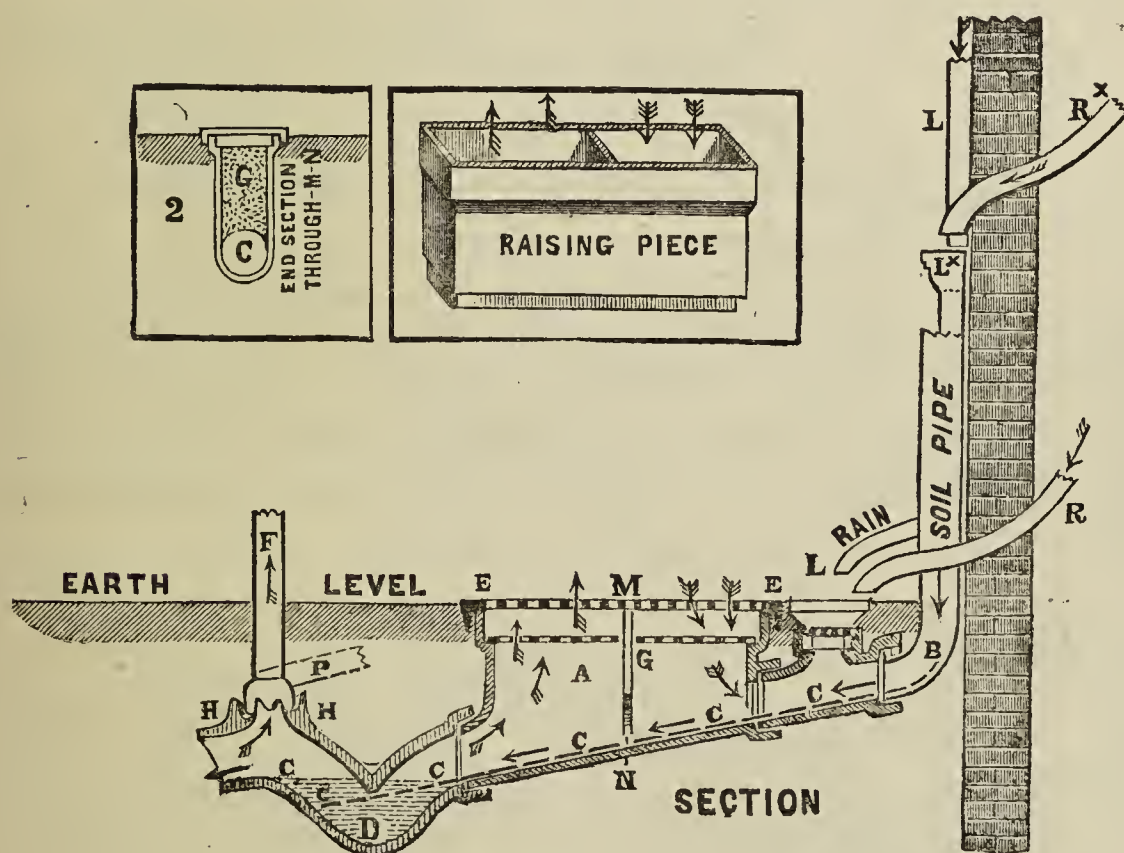 2
G
C
END SECTION
THROUGH-M-N
RAISING PIECE
L
R×
L×
SOIL PIPE
RAIN
R
L
F
EARTH LEVEL
E
M
E
P
A
G
B
H
H
C
C
C
C
C
C
N
D
SECTION